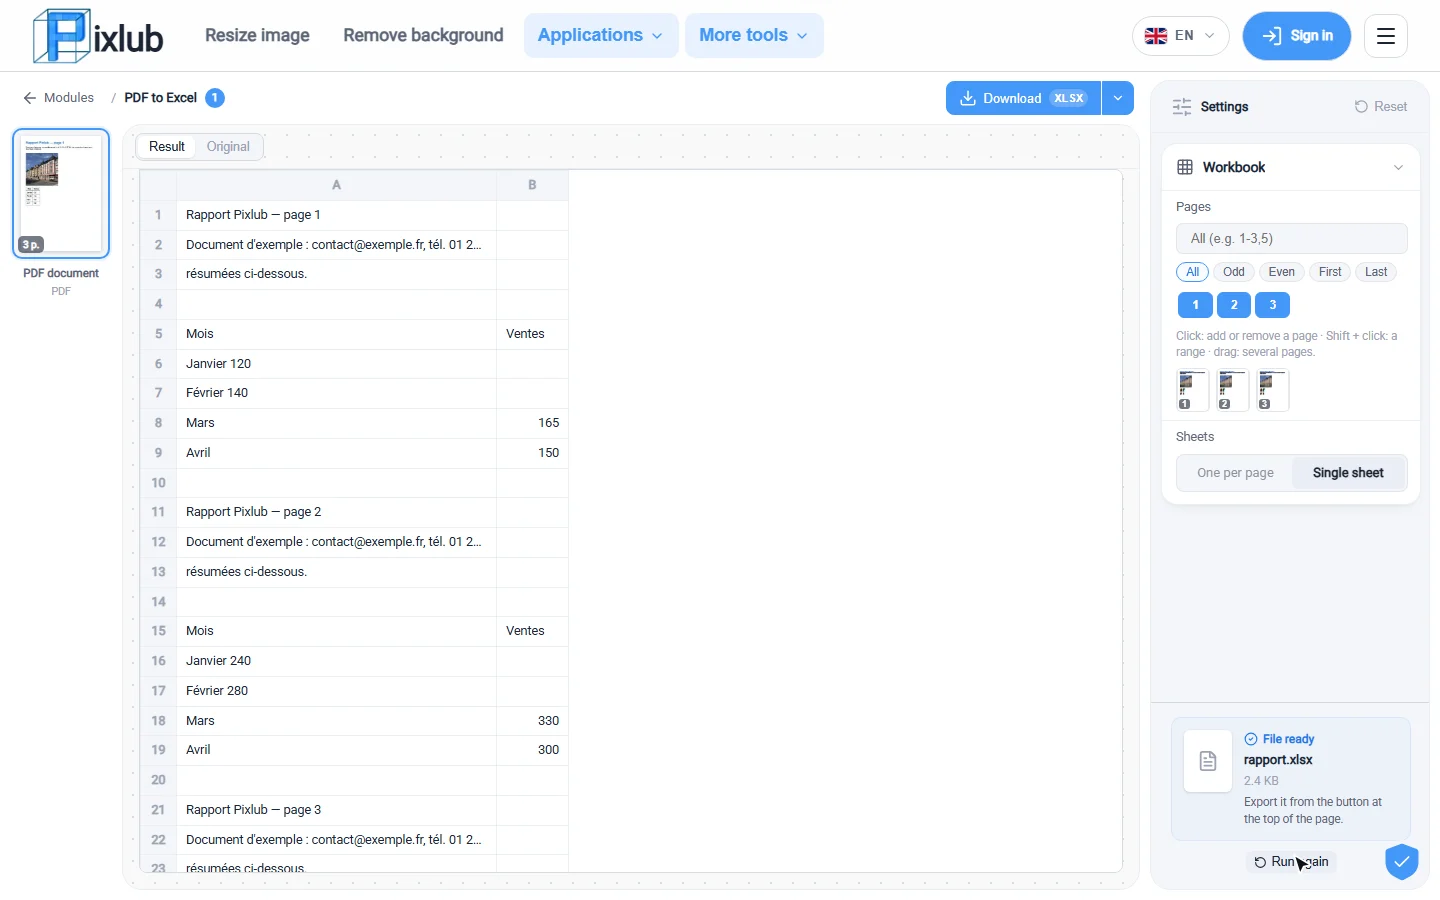 Pixlub
Resize image
Remove background
Applications
More tools
EN
Sign in
Modules / PDF to Excel 1
Download XLSX
3 p.
PDF document
PDF
Result
Original
A B
1 Rapport Pixlub — page 1
2 Document d'exemple : contact@exemple.fr, tél. 01 2...
3 résumées ci-dessous.
4
5 Mois Ventes
6 Janvier 120
7 Février 140
8 Mars 165
9 Avril 150
10
11 Rapport Pixlub — page 2
12 Document d'exemple : contact@exemple.fr, tél. 01 2...
13 résumées ci-dessous.
14
15 Mois Ventes
16 Janvier 240
17 Février 280
18 Mars 330
19 Avril 300
20
21 Rapport Pixlub — page 3
22 Document d'exemple : contact@exemple.fr, tél. 01 2...
23 résumées ci-dessous.
Settings
Reset
Workbook
Pages
All (e.g. 1-3,5)
All Odd Even First Last
1 2 3
Click: add or remove a page · Shift + click: a
range · drag: several pages.
1 2 3
Sheets
One per page
Single sheet
File ready
rapport.xlsx
2.4 KB
Export it from the button at
the top of the page.
Run again